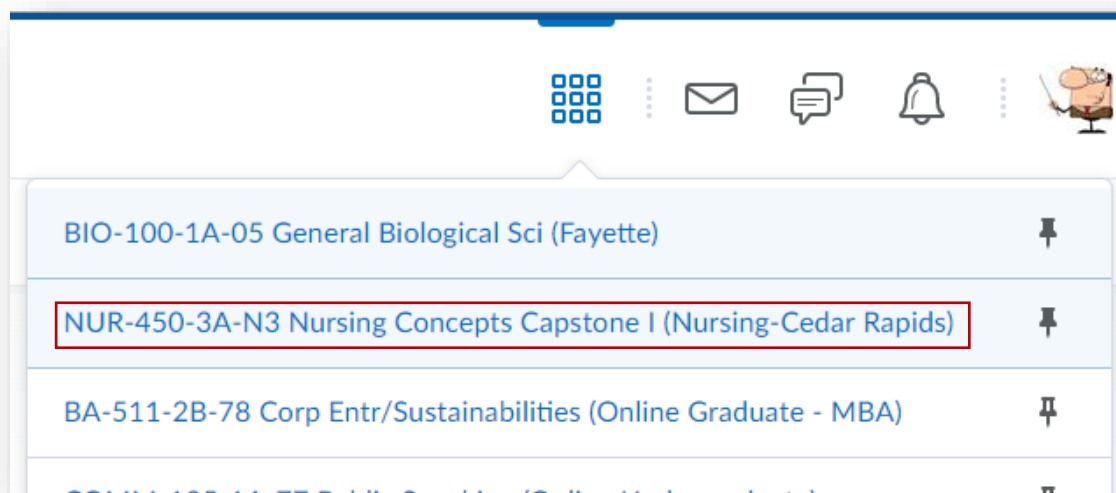 BIO-100-1A-05 General Biological Sci (Fayette)
NUR-450-3A-N3 Nursing Concepts Capstone I (Nursing-Cedar Rapids)
BA-511-2B-78 Corp Entr/Sustainabilities (Online Graduate - MBA)